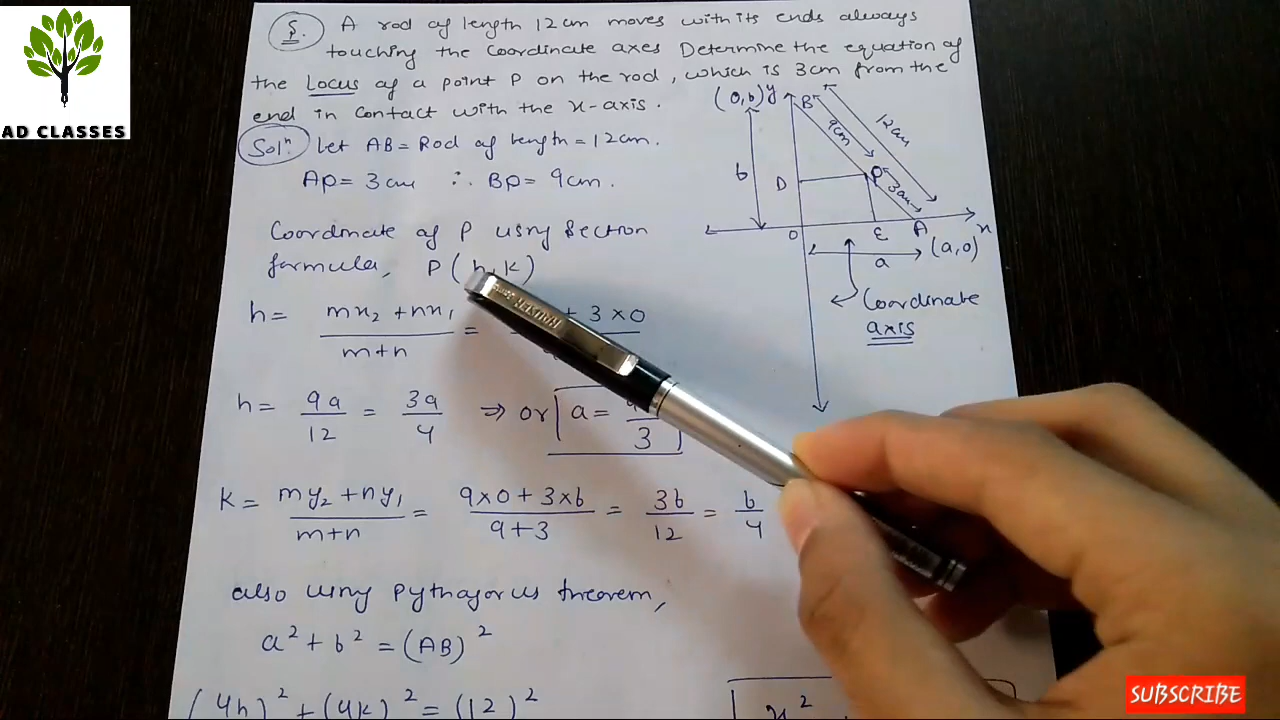 Q. A rod of length 12 cm moves with its ends always
touching the coordinate axes Determine the equation of
the Locus of a point P on the rod, which is 3cm from the
end in contact with the x-axis.
AD CLASSES
Solⁿ. Let AB = Rod of length = 12cm.
AP = 3cm ∴ BP = 9cm.
(0,b) y B
12cm
9cm
b
D
P
3cm
O E A x
a (a,0)
Coordinate
axis
Coordinate of P using section
formula, P(h,k)
h = mx₂ + nx₁ / m+n = + 3×0
h = 9a/12 = 3a/4 ⇒ or a = /3
K = my₂ + ny₁ / m+n = 9×0 + 3×b / 9+3 = 3b/12 = b/4
also using Pythagorus theorem,
a² + b² = (AB)²
(4h)² + (4k)² = (12)²
x²
SUBSCRIBE